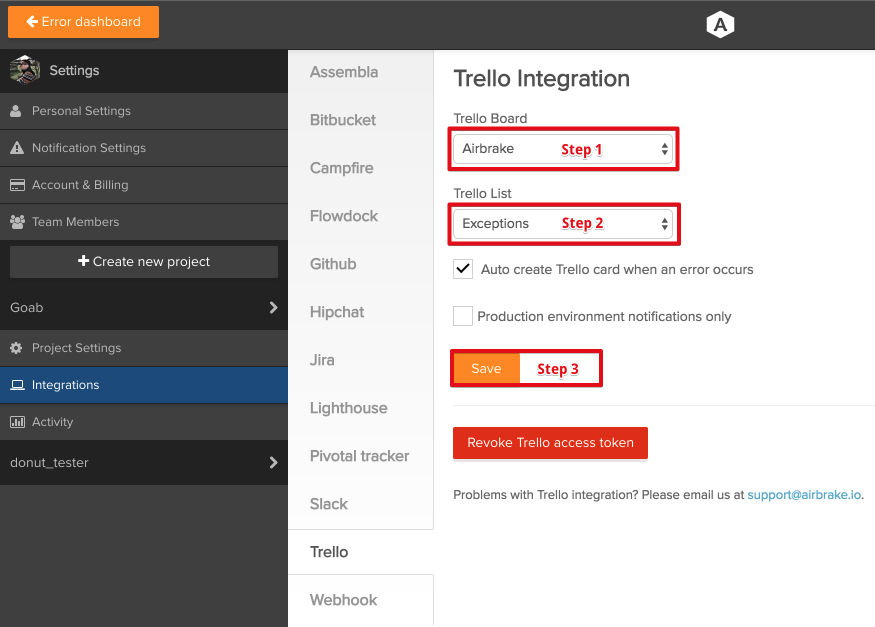 Error dashboard
A
Settings
Personal Settings
Notification Settings
Account & Billing
Team Members
Create new project
Goab
Project Settings
Integrations
Activity
donut_tester
Assembla
Bitbucket
Campfire
Flowdock
Github
Hipchat
Jira
Lighthouse
Pivotal tracker
Slack
Trello
Webhook
Trello Integration
Trello Board
Airbrake Step 1
Trello List
Exceptions Step 2
Auto create Trello card when an error occurs
Production environment notifications only
Save Step 3
Revoke Trello access token
Problems with Trello integration? Please email us at support@airbrake.io.